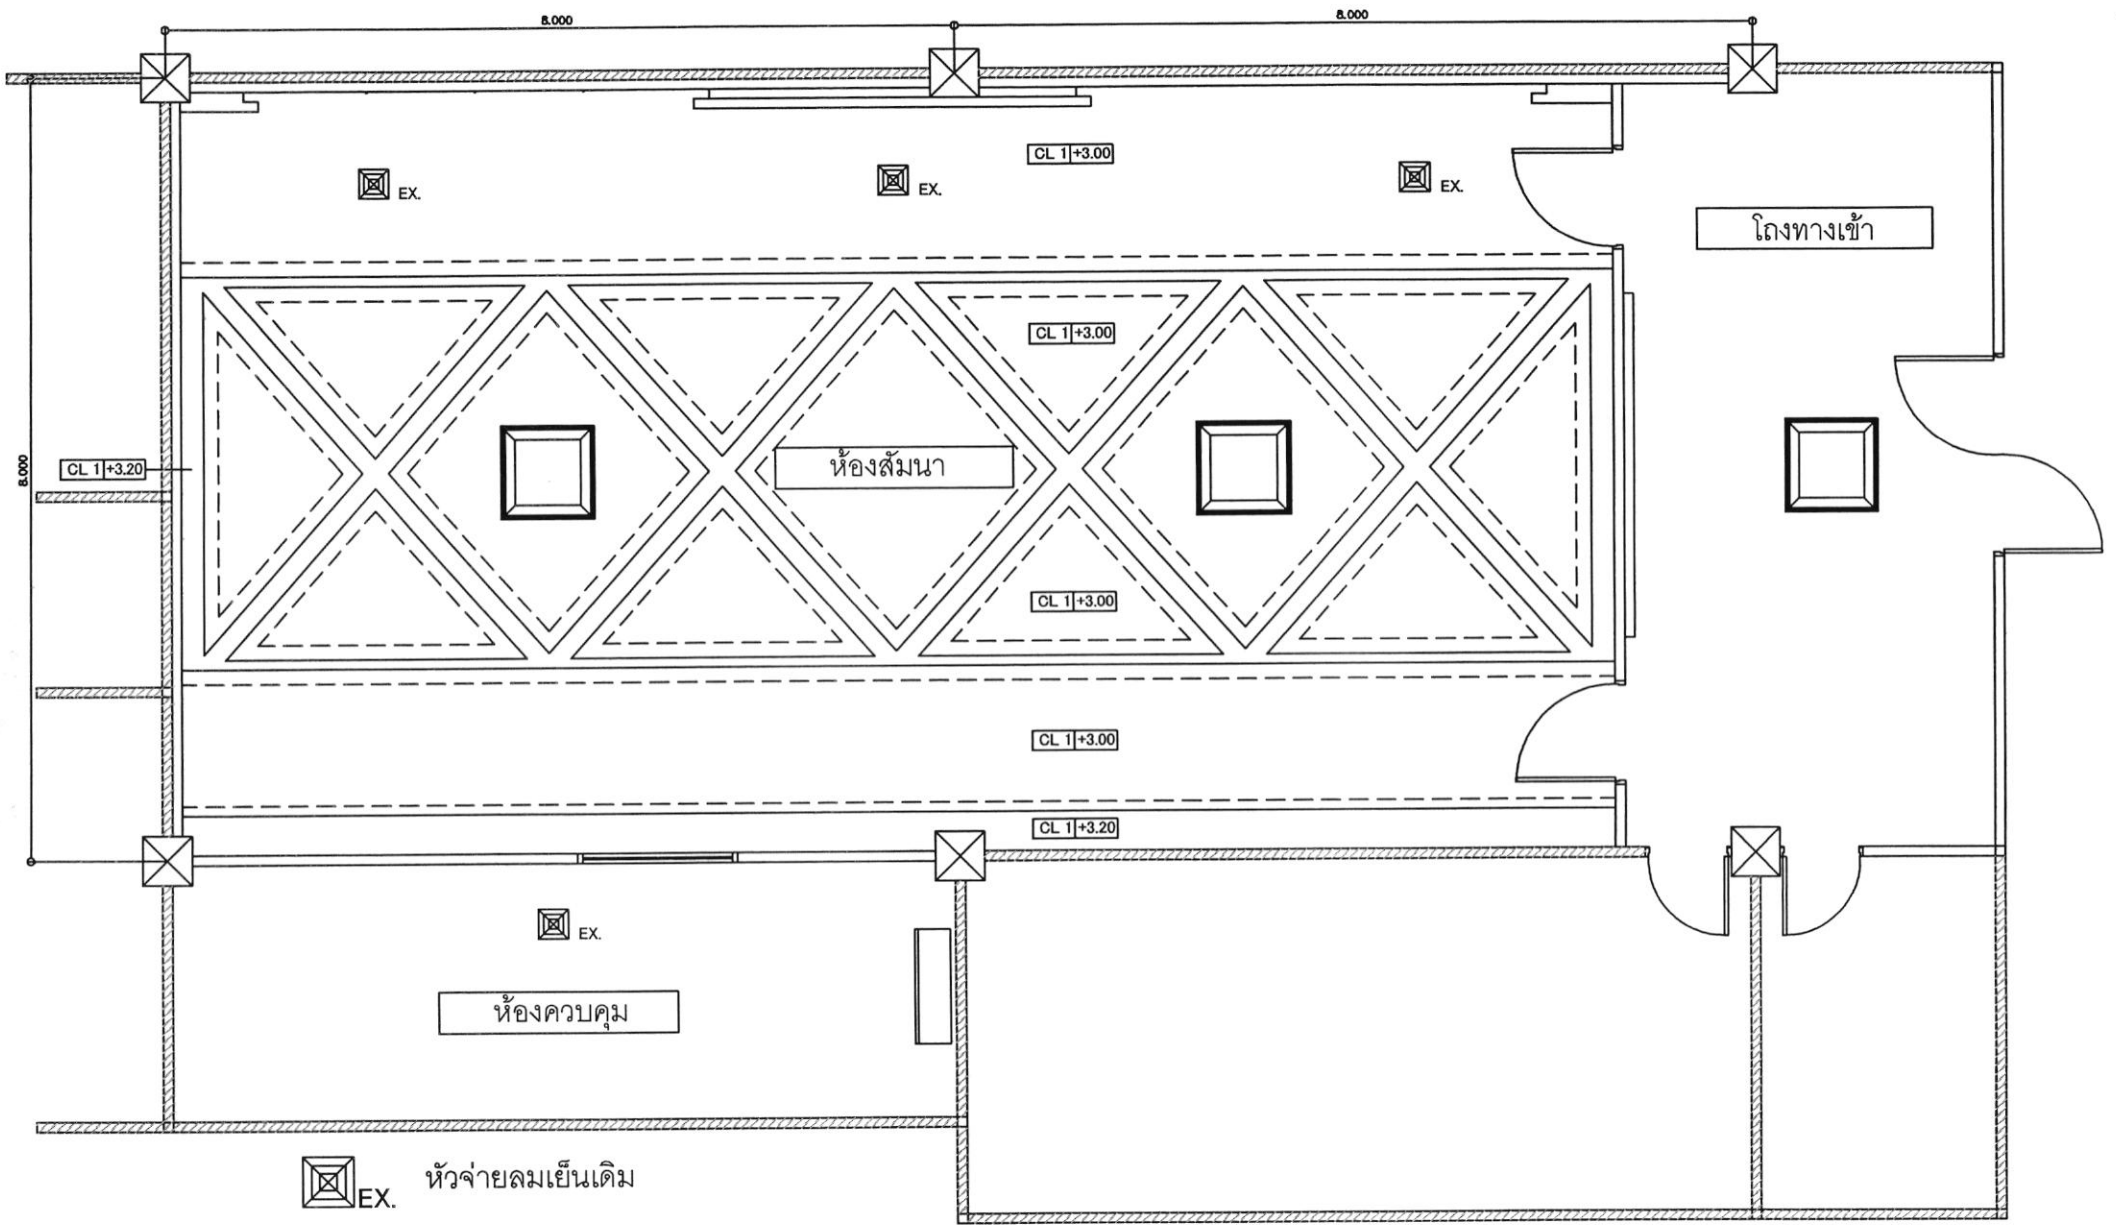 8.000
8.000
CL 1 +3.00
EX.
EX.
EX.
โถงทางเข้า
CL 1 +3.00
8.000
CL 1 +3.20
ห้องสัมนา
CL 1 +3.00
CL 1 +3.00
CL 1 +3.20
EX.
ห้องควบคุม
EX.
หัวจ่ายลมเย็นเดิม